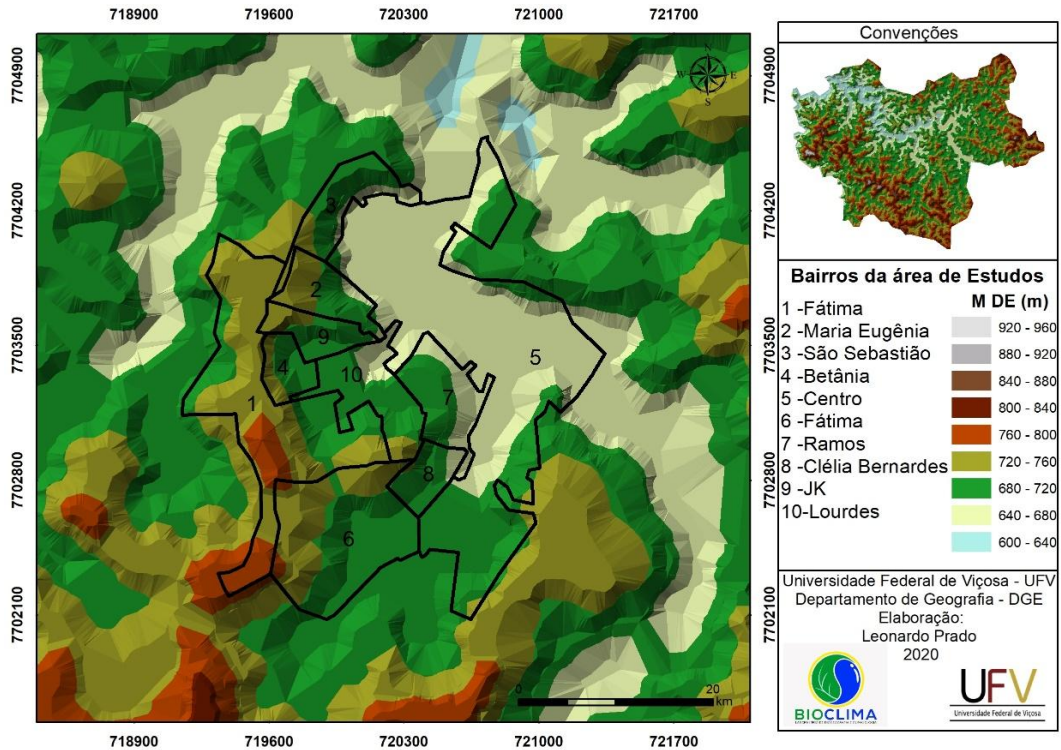 718900 719600 720300 721000 721700
7704900
7704200
7703500
7702800
7702100
N
W E
S
3
2
9
4
10
5
1
7
8
6
0 20
km
718900 719600 720300 721000 721700
7704900
7704200
7703500
7702800
7702100
Convenções
Bairros da área de Estudos
1 -Fátima
2 -Maria Eugênia
3 -São Sebastião
4 -Betânia
5 -Centro
6 -Fátima
7 -Ramos
8 -Clélia Bernardes
9 -JK
10-Lourdes
M DE (m)
920 - 960
880 - 920
840 - 880
800 - 840
760 - 800
720 - 760
680 - 720
640 - 680
600 - 640
Universidade Federal de Viçosa - UFV
Departamento de Geografia - DGE
Elaboração:
Leonardo Prado
2020
BIOCLIMA
UFV
Universidade Federal de Viçosa